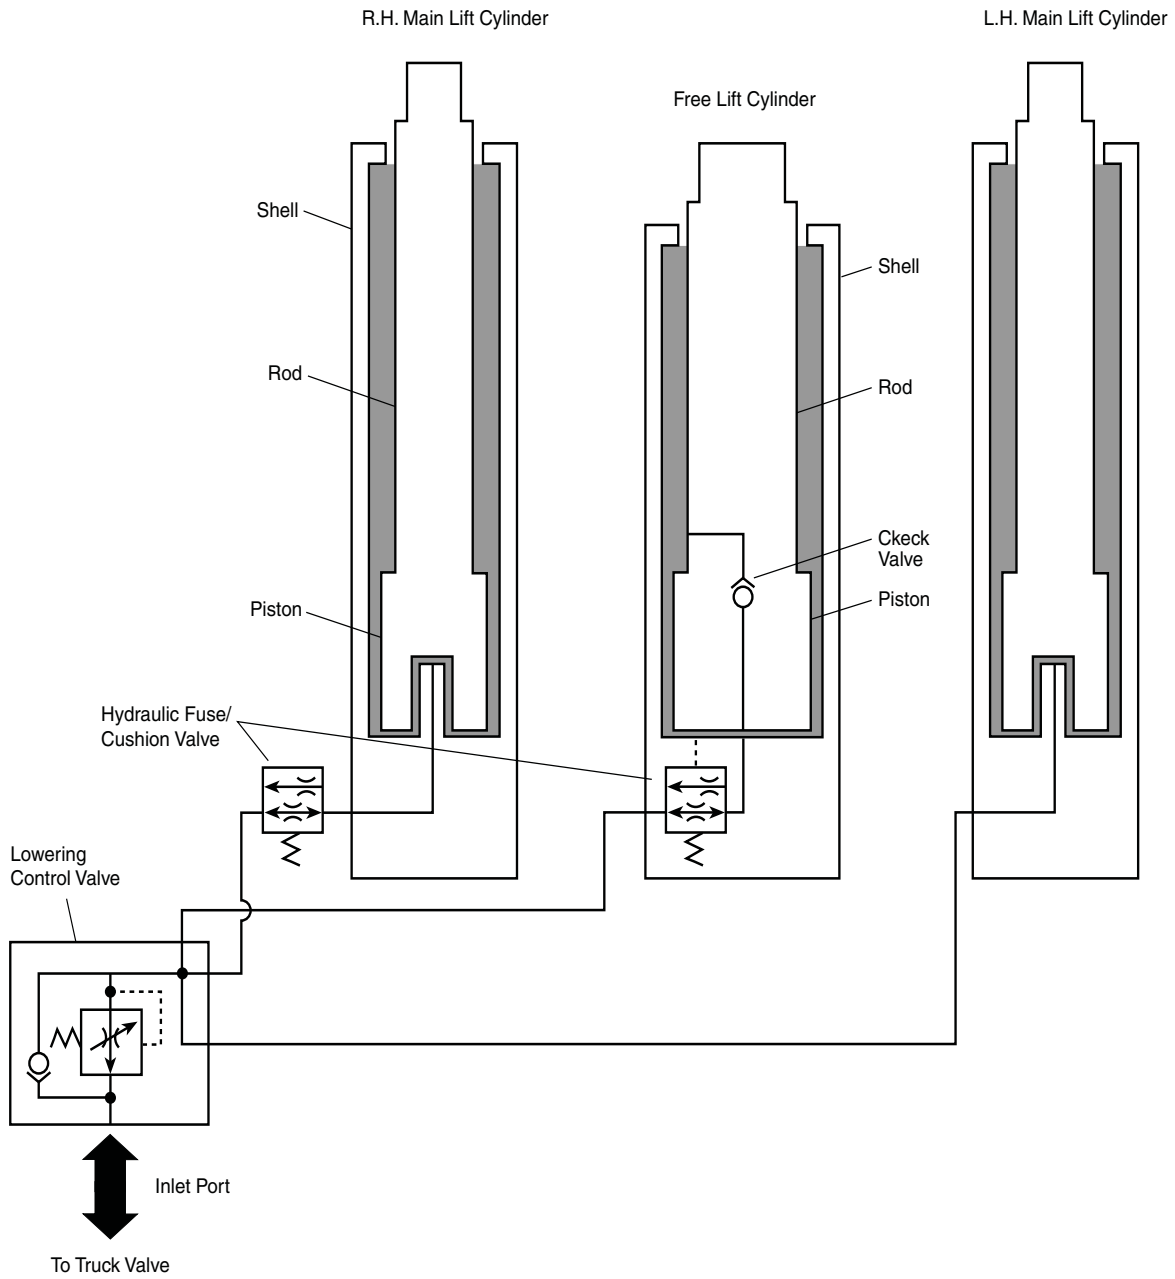 R.H. Main Lift Cylinder
L.H. Main Lift Cylinder
Free Lift Cylinder
Shell
Shell
Rod
Rod
Ckeck
Valve
Piston
Piston
Hydraulic Fuse/
Cushion Valve
Lowering
Control Valve
Inlet Port
To Truck Valve